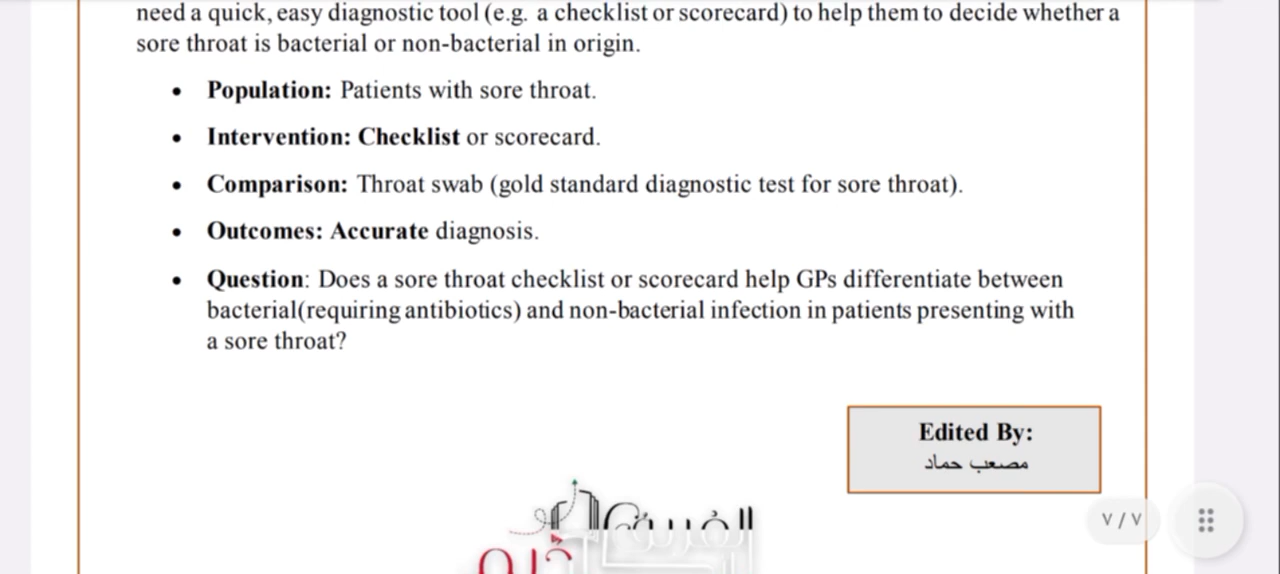 need a quick, easy diagnostic tool (e.g. a checklist or scorecard) to help them to decide whether a
sore throat is bacterial or non-bacterial in origin.
• Population: Patients with sore throat.
• Intervention: Checklist or scorecard.
• Comparison: Throat swab (gold standard diagnostic test for sore throat).
• Outcomes: Accurate diagnosis.
• Question: Does a sore throat checklist or scorecard help GPs differentiate between
bacterial(requiring antibiotics) and non-bacterial infection in patients presenting with
a sore throat?
Edited By:
مصعب حماد
٧ / ٧